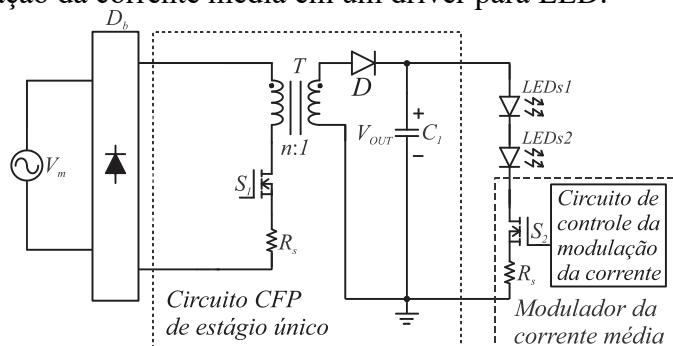 ação da corrente média em um driver para LED.
D_b
T
D
LEDs1
LEDs2
V_m
n:1
V_OUT
+
C_1
−
S_1
R_s
S_2
Circuito de
controle da
modulação
da corrente
R_s
Circuito CFP
de estágio único
Modulador da
corrente média